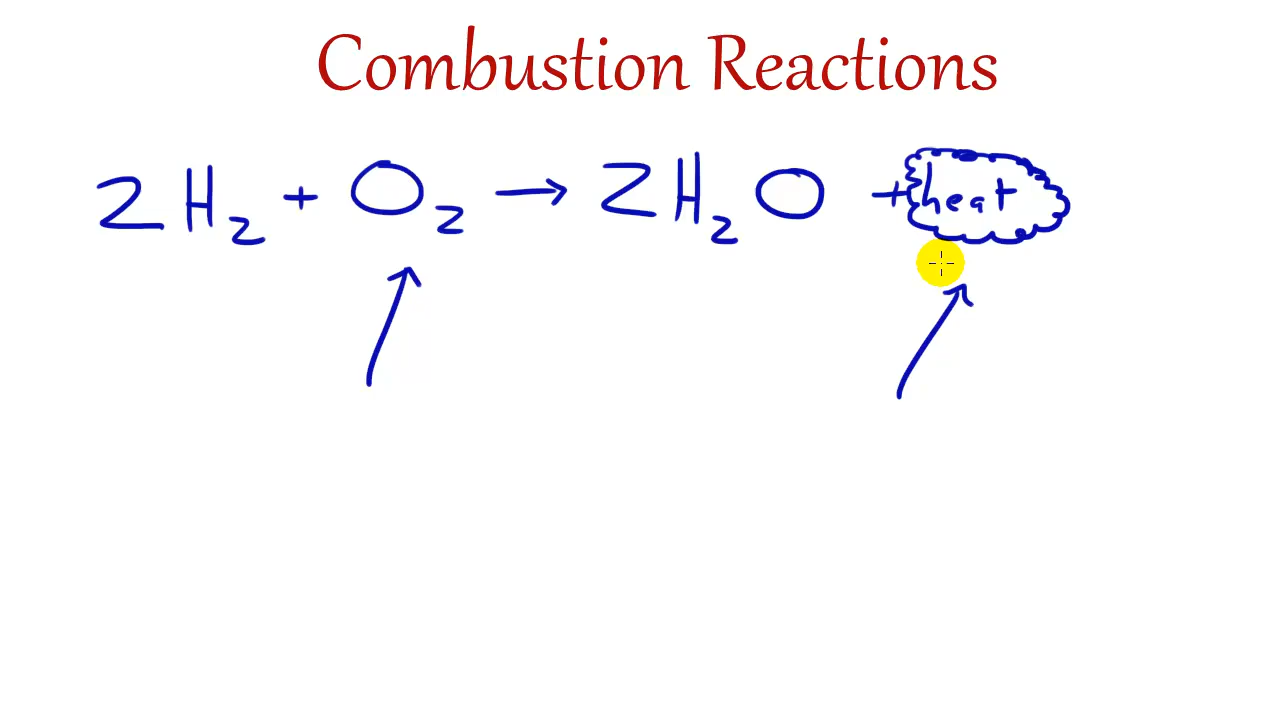 Combustion Reactions
2H₂ + O₂ → 2H₂O + heat